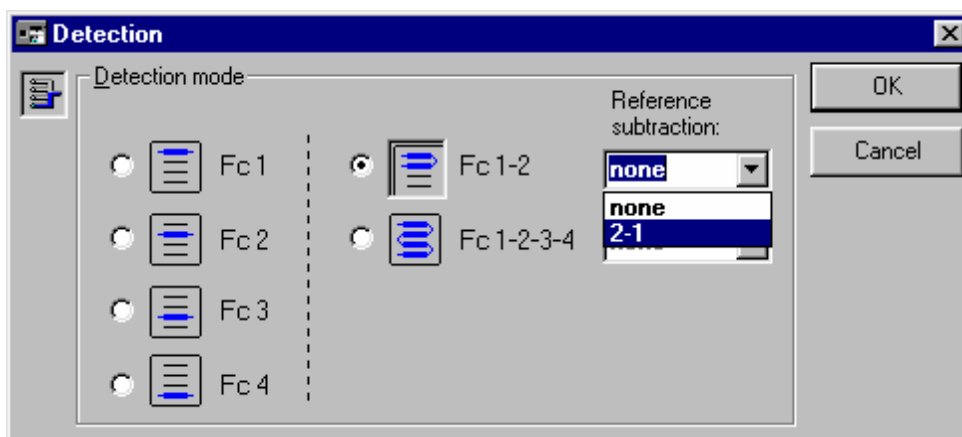 Detection
Detection mode
OK
Cancel
Reference
subtraction:
Fc 1
Fc 1-2
none
none
2-1
Fc 2
Fc 1-2-3-4
Fc 3
Fc 4